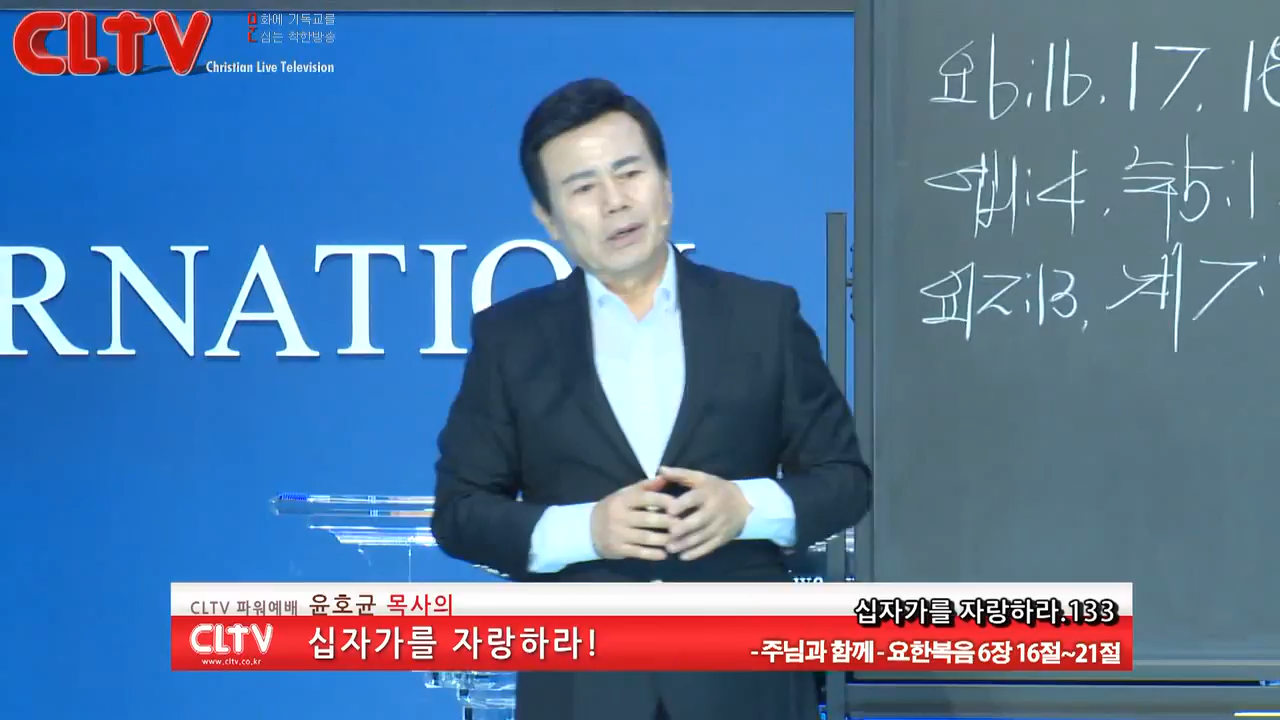 CLTV
문화에 기독교를
심는 착한방송
Christian Live Television
RNATION
요6:16. 17. 18
엡1:4. 눅5:1
요2:13. 계7:
CLTV 파워예배 윤호균 목사의
십자가를 자랑하라.133
CLTV
www.cltv.co.kr
십자가를 자랑하라!
- 주님과 함께 - 요한복음 6장 16절~21절